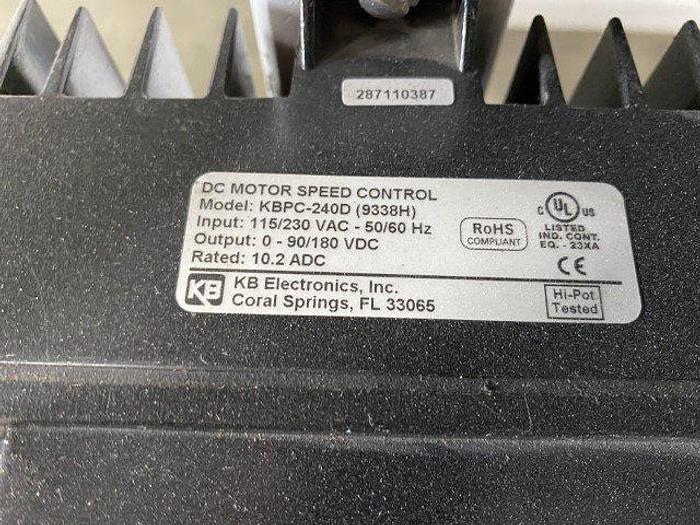 287110387
DC MOTOR SPEED CONTROL
Model: KBPC-240D (9338H)
Input: 115/230 VAC - 50/60 Hz
Output: 0 - 90/180 VDC
Rated: 10.2 ADC
KB KB Electronics, Inc.
Coral Springs, FL 33065
RoHS
COMPLIANT
C UL US
LISTED
IND. CONT.
EQ. - 23XA
CE
Hi-Pot
Tested